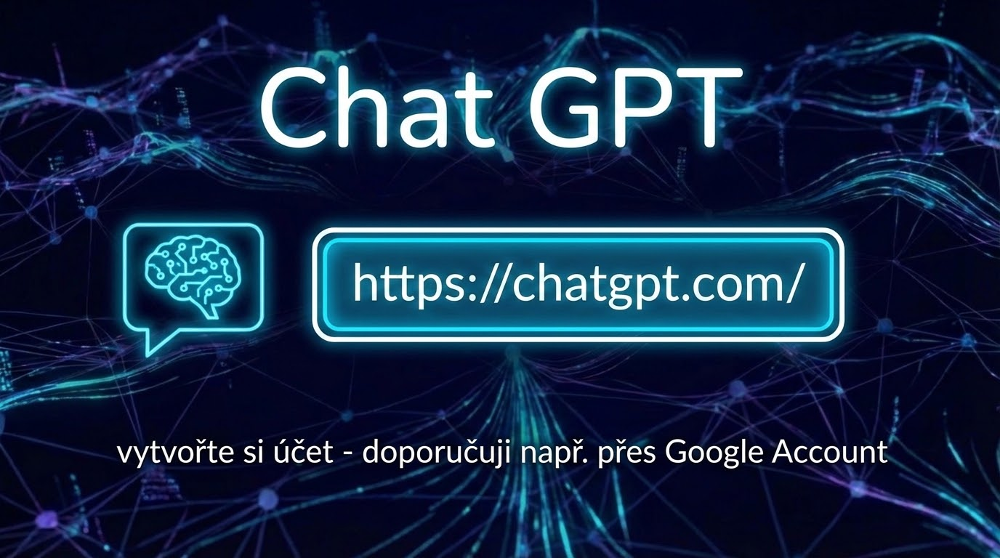 Chat GPT
https://chatgpt.com/
vytvořte si účet - doporučuji např. přes Google Account